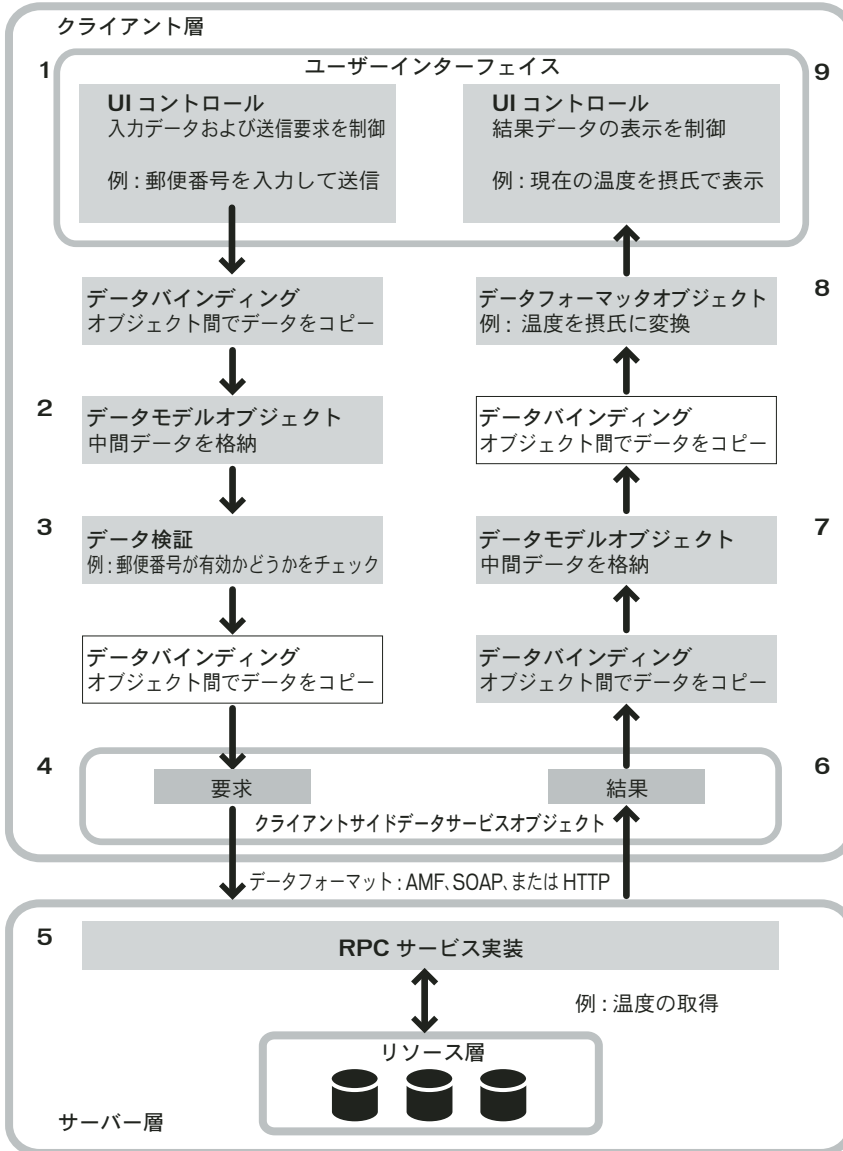 クライアント層
ユーザーインターフェイス
1
UI コントロール
入力データおよび送信要求を制御
例 : 郵便番号を入力して送信
データバインディング
オブジェクト間でデータをコピー
2
データモデルオブジェクト
中間データを格納
3
データ検証
例 : 郵便番号が有効かどうかをチェック
データバインディング
オブジェクト間でデータをコピー
4
要求
クライアントサイドデータサービスオブジェクト
データフォーマット : AMF、SOAP、または HTTP
5
RPC サービス実装
例 : 温度の取得
リソース層
サーバー層
6
結果
データバインディング
オブジェクト間でデータをコピー
7
データモデルオブジェクト
中間データを格納
データバインディング
オブジェクト間でデータをコピー
8
データフォーマッタオブジェクト
例 : 温度を摂氏に変換
9
UI コントロール
結果データの表示を制御
例 : 現在の温度を摂氏で表示